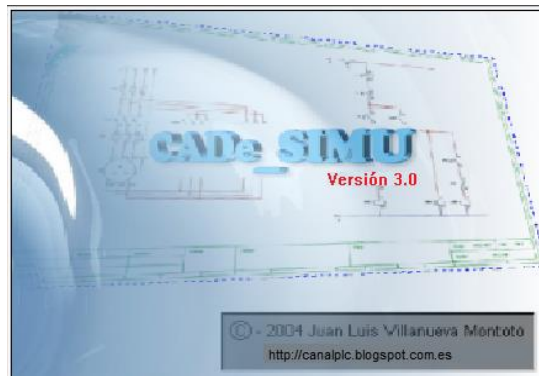 CADe_SIMU
Versión 3.0
© - 2004 Juan Luis Villanueva Montoto
http://canalplc.blogspot.com.es